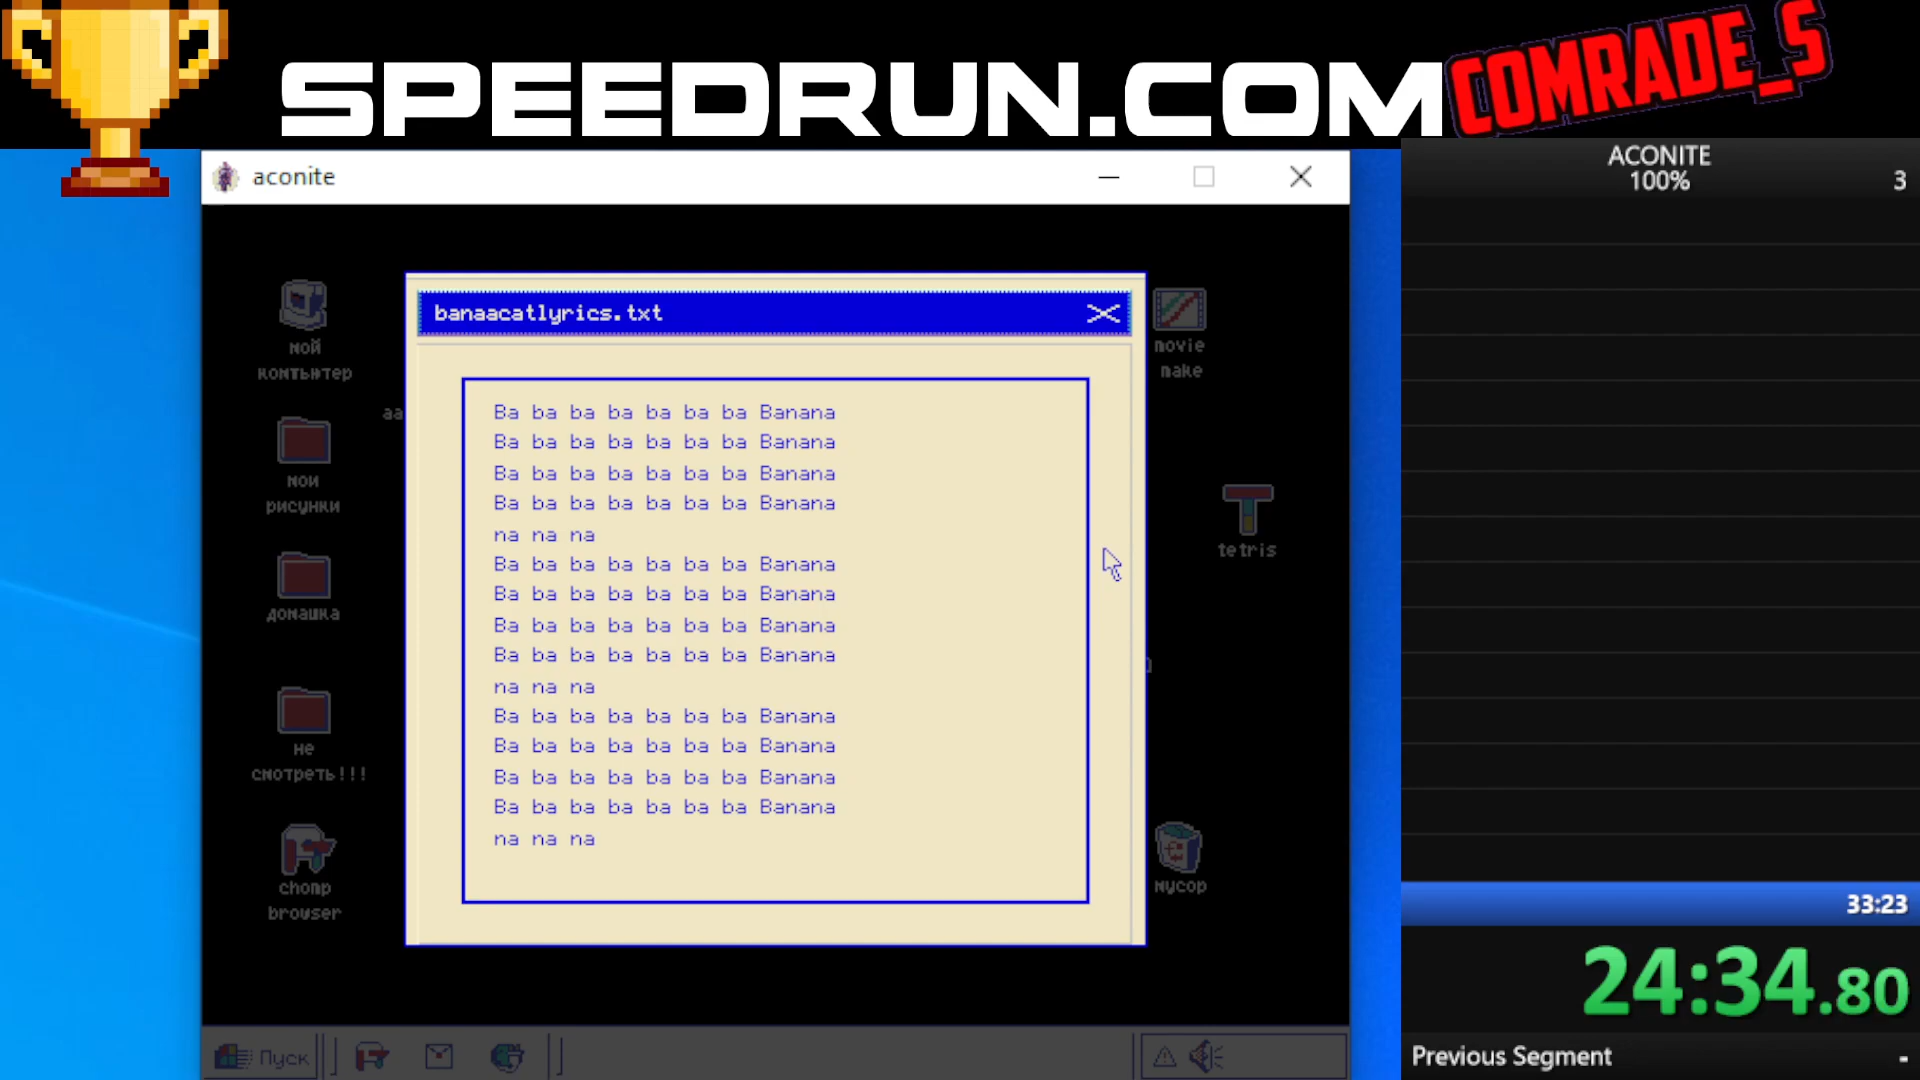 SPEEDRUN.COM
COMRADE_S
aconite
ACONITE
100%
3
banaacatlyrics.txt
Ba ba ba ba ba ba ba Banana
Ba ba ba ba ba ba ba Banana
Ba ba ba ba ba ba ba Banana
Ba ba ba ba ba ba ba Banana
na na na
Ba ba ba ba ba ba ba Banana
Ba ba ba ba ba ba ba Banana
Ba ba ba ba ba ba ba Banana
Ba ba ba ba ba ba ba Banana
na na na
Ba ba ba ba ba ba ba Banana
Ba ba ba ba ba ba ba Banana
Ba ba ba ba ba ba ba Banana
Ba ba ba ba ba ba ba Banana
na na na
мой
контьнтер
аа
мои
рисунки
домашка
не
смотреть!!!
chomp
browser
movie
make
tetris
мусор
Пуск
33:23
24:34.80
Previous Segment
-